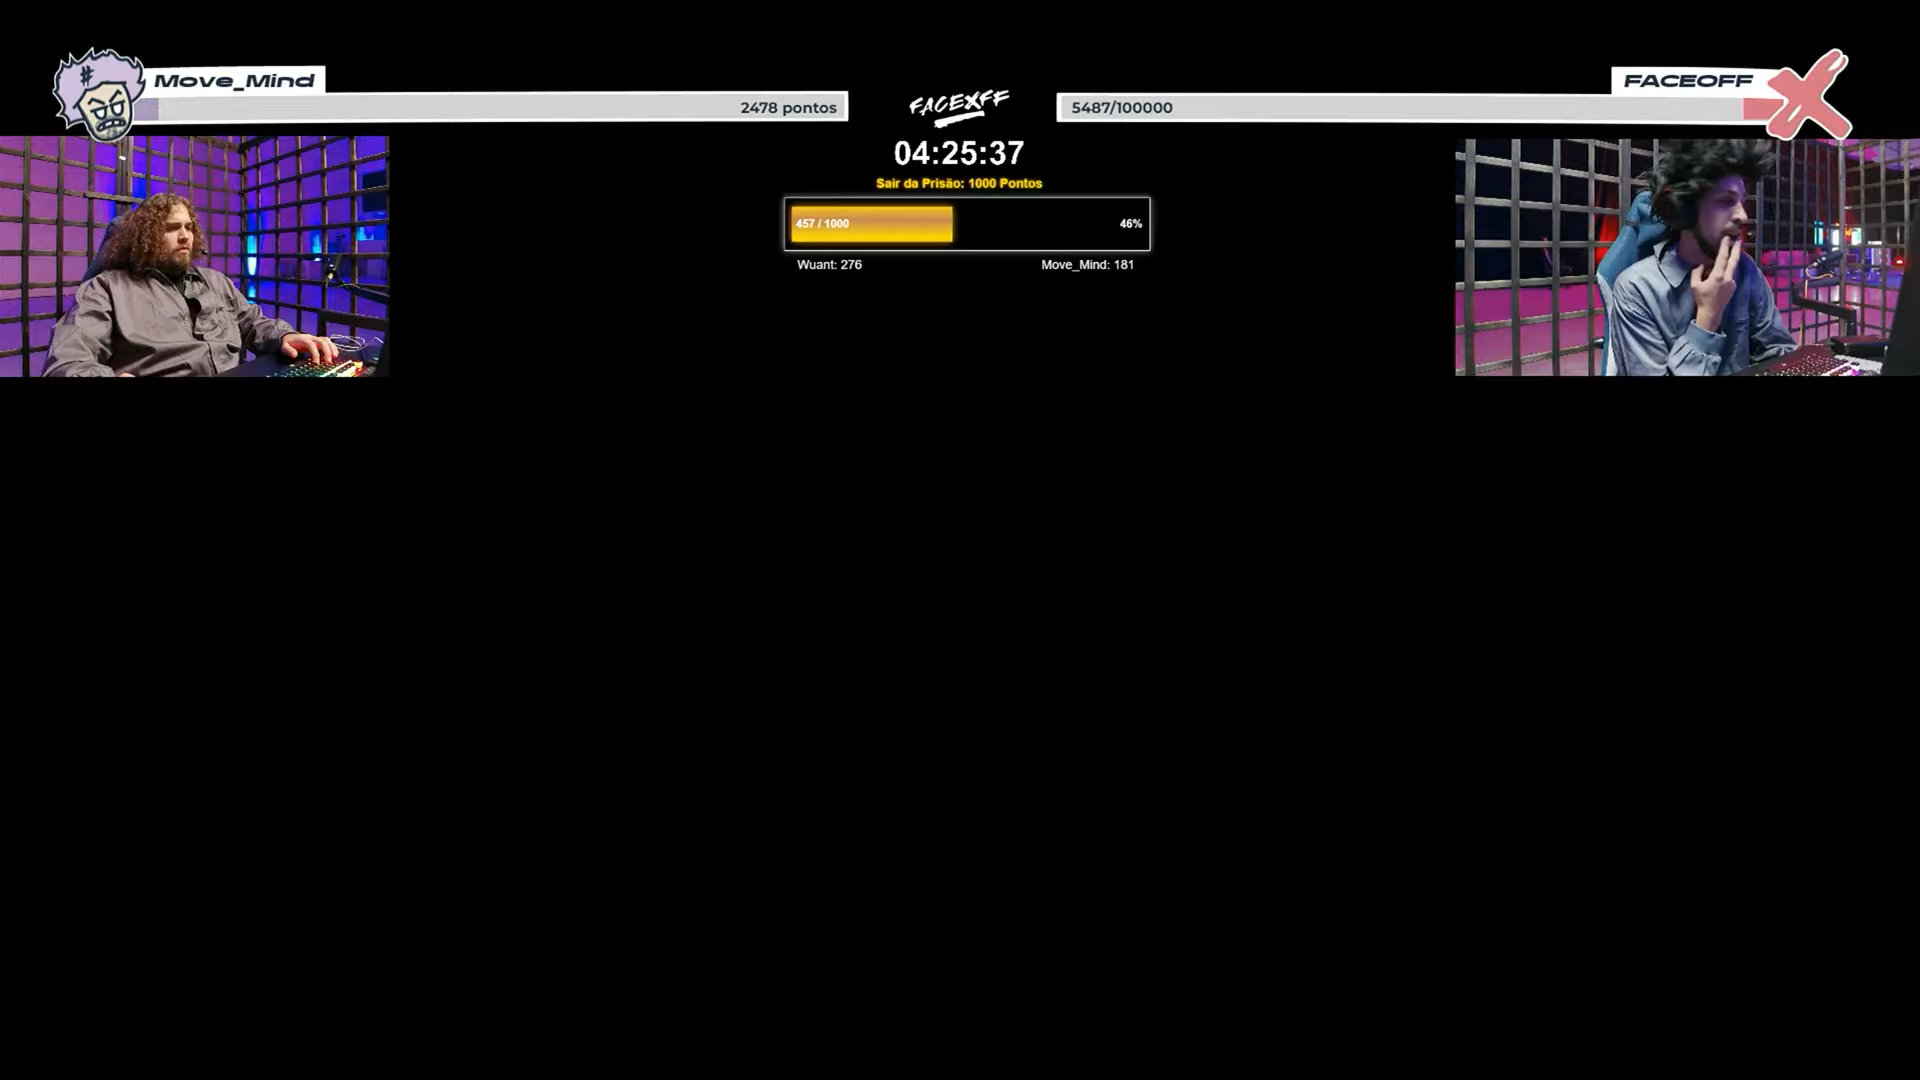 Move_Mind
2478 pontos
FACEXFF
FACEOFF
5487/100000
04:25:37
Sair da Prisão: 1000 Pontos
457 / 1000
46%
Wuant: 276
Move_Mind: 181